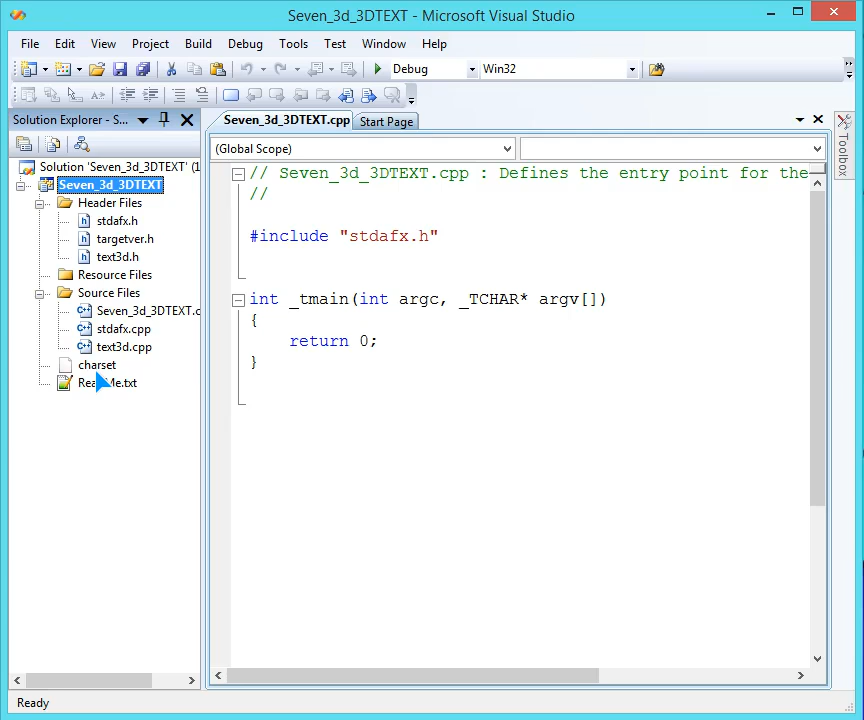 Seven_3d_3DTEXT - Microsoft Visual Studio
File Edit View Project Build Debug Tools Test Window Help
Debug Win32
Solution Explorer - S...
Seven_3d_3DTEXT.cpp Start Page
Toolbox
(Global Scope)
Solution 'Seven_3d_3DTEXT' (1
Seven_3d_3DTEXT
Header Files
stdafx.h
targetver.h
text3d.h
Resource Files
Source Files
Seven_3d_3DTEXT.c
stdafx.cpp
text3d.cpp
charset
ReadMe.txt
// Seven_3d_3DTEXT.cpp : Defines the entry point for the
//
#include "stdafx.h"
int _tmain(int argc, _TCHAR* argv[])
{
return 0;
}
Ready